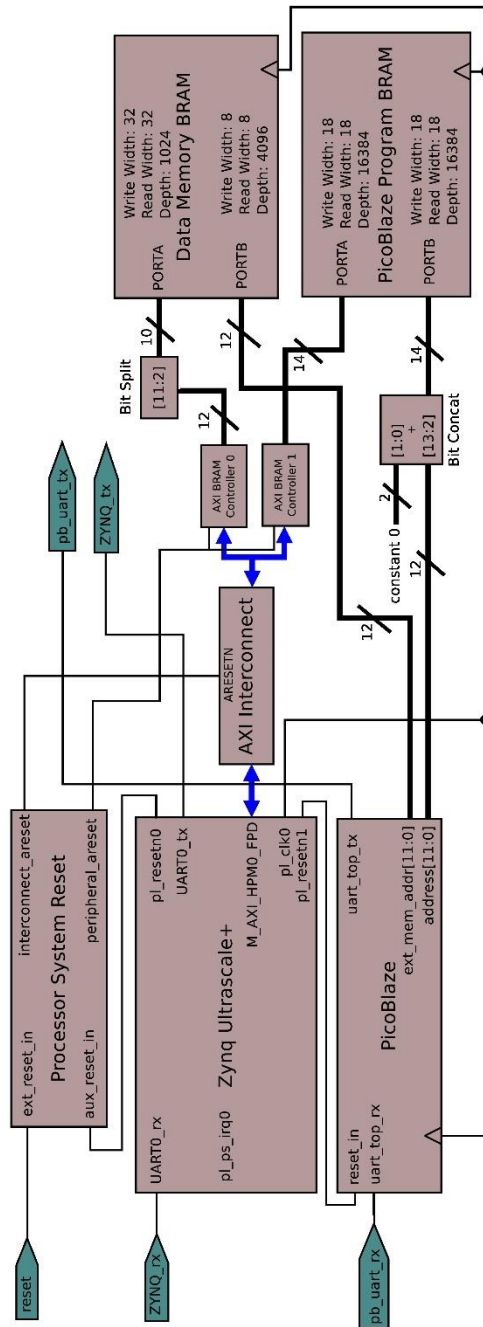 reset
ext_reset_in
interconnect_areset
Processor System Reset
aux_reset_in
peripheral_areset
pb_uart_tx
ZYNQ_tx
ZYNQ_rx
UART0_rx
pl_resetn0
UART0_tx
pl_ps_irq0
Zynq Ultrascale+
M_AXI_HPM0_FPD
pl_clk0
pl_resetn1
ARESETN
AXI Interconnect
AXI BRAM
Controller 0
AXI BRAM
Controller 1
12
Bit Split
[11:2]
10
12
14
PORTA
Write Width: 32
Read Width: 32
Depth: 1024
Data Memory BRAM
PORTB
Write Width: 8
Read Width: 8
Depth: 4096
PORTA
Write Width: 18
Read Width: 18
Depth: 16384
PicoBlaze Program BRAM
PORTB
Write Width: 18
Read Width: 18
Depth: 16384
pb_uart_rx
reset_in
uart_top_rx
PicoBlaze
uart_top_tx
ext_mem_addr[11:0]
address[11:0]
12
12
constant 0
2
[1:0]
+
[13:2]
Bit Concat
14